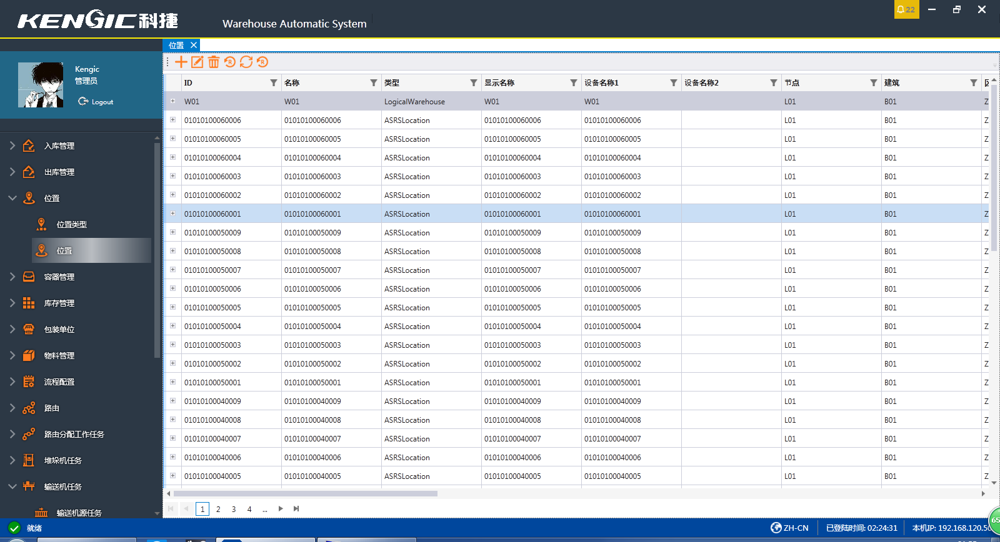 KENGIC科捷 Warehouse Automatic System 22
位置
Kengic
管理员
Logout
入库管理
出库管理
位置
位置类型
位置
容器管理
库存管理
包装单位
物料管理
流程配置
路由
路由分配工作任务
堆垛机任务
输送机任务
输送机源任务
ID 名称 类型 显示名称 设备名称1 设备名称2 节点 建筑
W01 W01 LogicalWarehouse W01 W01 L01 B01 Z
01010100060006 01010100060006 ASRSLocation 01010100060006 01010100060006 L01 B01 Z
01010100060005 01010100060005 ASRSLocation 01010100060005 01010100060005 L01 B01 Z
01010100060004 01010100060004 ASRSLocation 01010100060004 01010100060004 L01 B01 Z
01010100060003 01010100060003 ASRSLocation 01010100060003 01010100060003 L01 B01 Z
01010100060002 01010100060002 ASRSLocation 01010100060002 01010100060002 L01 B01 Z
01010100060001 01010100060001 ASRSLocation 01010100060001 01010100060001 L01 B01 Z
01010100050009 01010100050009 ASRSLocation 01010100050009 01010100050009 L01 B01 Z
01010100050008 01010100050008 ASRSLocation 01010100050008 01010100050008 L01 B01 Z
01010100050007 01010100050007 ASRSLocation 01010100050007 01010100050007 L01 B01 Z
01010100050006 01010100050006 ASRSLocation 01010100050006 01010100050006 L01 B01 Z
01010100050005 01010100050005 ASRSLocation 01010100050005 01010100050005 L01 B01 Z
01010100050004 01010100050004 ASRSLocation 01010100050004 01010100050004 L01 B01 Z
01010100050003 01010100050003 ASRSLocation 01010100050003 01010100050003 L01 B01 Z
01010100050002 01010100050002 ASRSLocation 01010100050002 01010100050002 L01 B01 Z
01010100050001 01010100050001 ASRSLocation 01010100050001 01010100050001 L01 B01 Z
01010100040009 01010100040009 ASRSLocation 01010100040009 01010100040009 L01 B01 Z
01010100040008 01010100040008 ASRSLocation 01010100040008 01010100040008 L01 B01 Z
01010100040007 01010100040007 ASRSLocation 01010100040007 01010100040007 L01 B01 Z
01010100040006 01010100040006 ASRSLocation 01010100040006 01010100040006 L01 B01 Z
01010100040005 01010100040005 ASRSLocation 01010100040005 01010100040005 L01 B01 Z
1 2 3 4 ...
就绪 ZH-CN 已登陆时间: 02:24:31 本机IP: 192.168.120.5 65